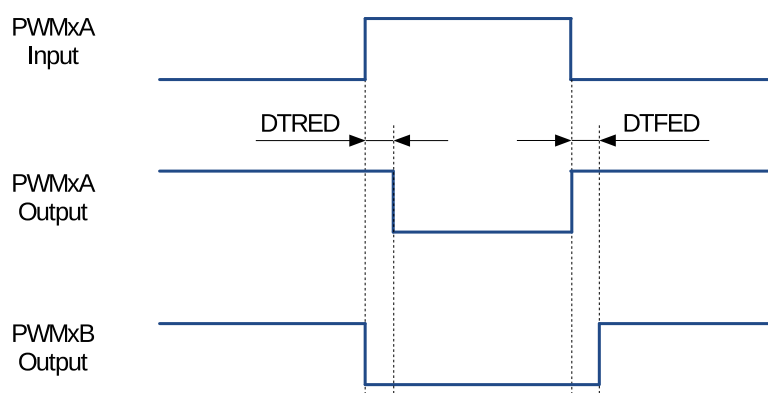 PWMxA
Input
DTRED
DTFED
PWMxA
Output
PWMxB
Output